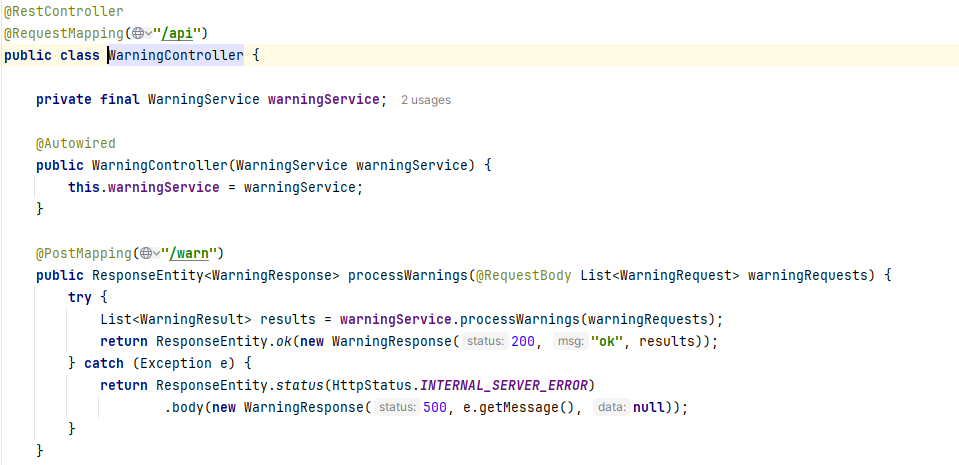 @RestController
@RequestMapping("/api")
public class WarningController {
private final WarningService warningService; 2 usages
@Autowired
public WarningController(WarningService warningService) {
this.warningService = warningService;
}
@PostMapping("/warn")
public ResponseEntity<WarningResponse> processWarnings(@RequestBody List<WarningRequest> warningRequests) {
try {
List<WarningResult> results = warningService.processWarnings(warningRequests);
return ResponseEntity.ok(new WarningResponse( status: 200, msg: "ok", results));
} catch (Exception e) {
return ResponseEntity.status(HttpStatus.INTERNAL_SERVER_ERROR)
.body(new WarningResponse( status: 500, e.getMessage(), data: null));
}
}